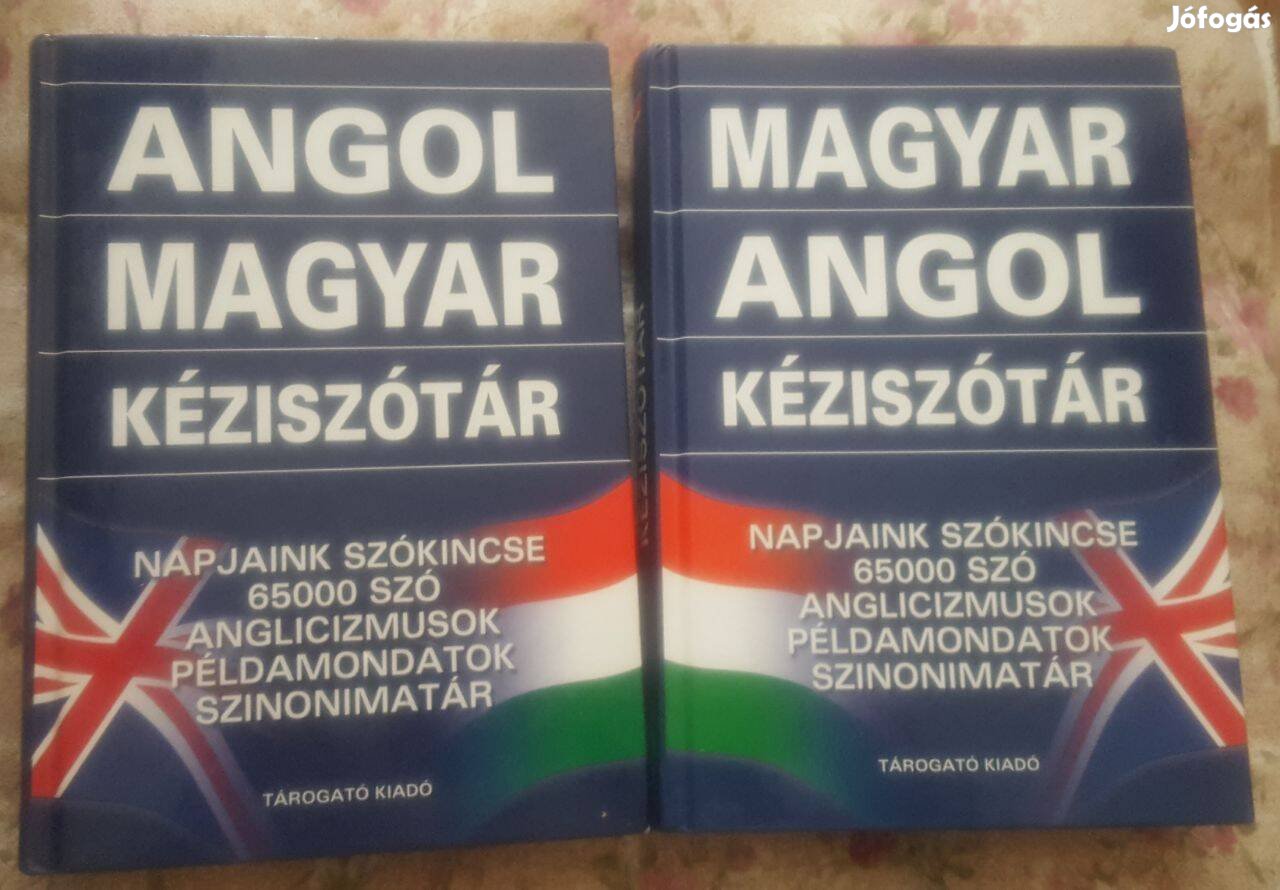 Jófogás
ANGOL
MAGYAR
KÉZISZÓTÁR
NAPJAINK SZÓKINCSE
65000 SZÓ
ANGLICIZMUSOK
PÉLDAMONDATOK
SZINONIMATÁR
TÁROGATÓ KIADÓ
KÉZISZÓTÁR
MAGYAR
ANGOL
KÉZISZÓTÁR
NAPJAINK SZÓKINCSE
65000 SZÓ
ANGLICIZMUSOK
PÉLDAMONDATOK
SZINONIMATÁR
TÁROGATÓ KIADÓ